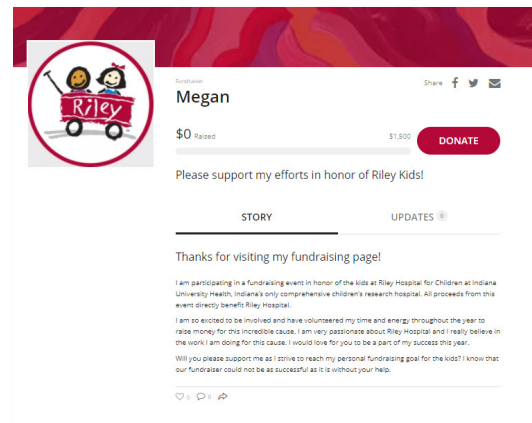 Riley
Fundraiser
Megan
Share
$0 Raised
$1,500
DONATE
Please support my efforts in honor of Riley Kids!
STORY
UPDATES 0
Thanks for visiting my fundraising page!
I am participating in a fundraising event in honor of the kids at Riley Hospital for Children at Indiana
University Health, Indiana's only comprehensive children's research hospital. All proceeds from this
event directly benefit Riley Hospital.
I am so excited to be involved and have volunteered my time and energy throughout the year to
raise money for this incredible cause. I am very passionate about Riley Hospital and I really believe in
the work I am doing for this cause. I would love for you to be a part of my success this year.
Will you please support me as I strive to reach my personal fundraising goal for the kids? I know that
our fundraiser could not be as successful as it is without your help.
0 0